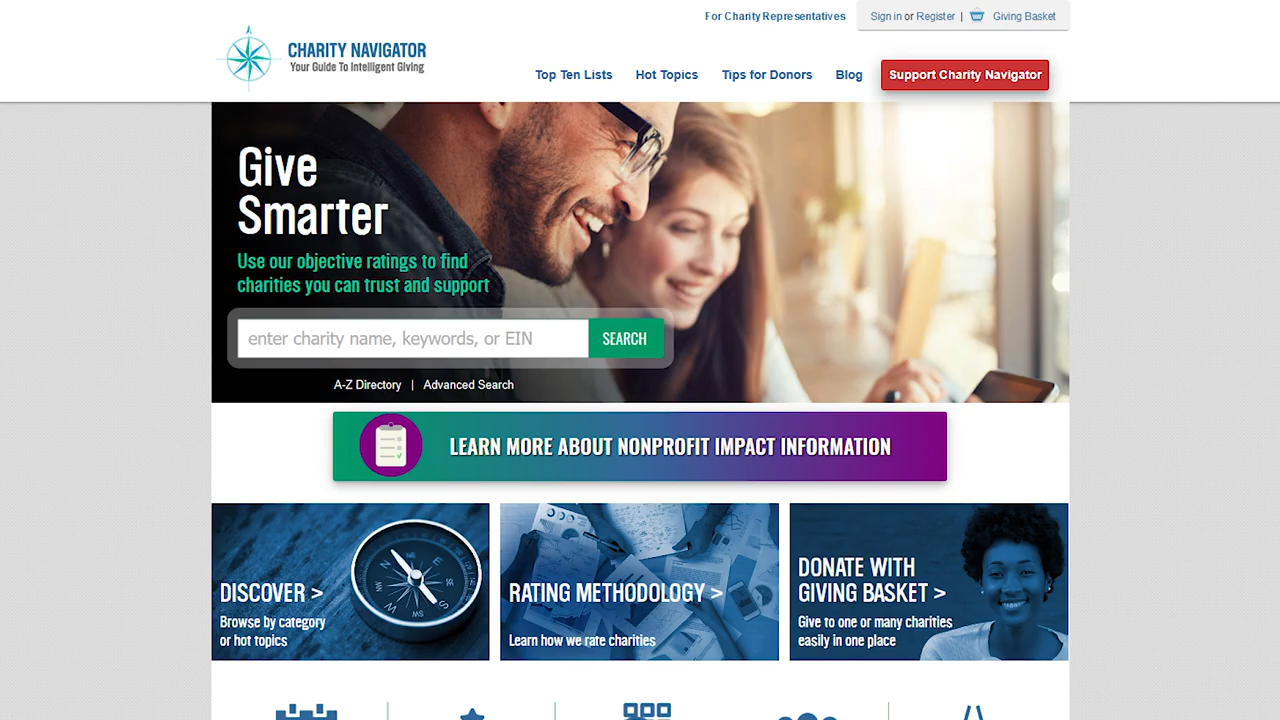 For Charity Representatives
Sign in or Register | Giving Basket
CHARITY NAVIGATOR
Your Guide To Intelligent Giving
Top Ten Lists
Hot Topics
Tips for Donors
Blog
Support Charity Navigator
Give
Smarter
Use our objective ratings to find
charities you can trust and support
enter charity name, keywords, or EIN
SEARCH
A-Z Directory | Advanced Search
LEARN MORE ABOUT NONPROFIT IMPACT INFORMATION
DISCOVER >
Browse by category
or hot topics
N
E
S
SW
W
NW
RATING METHODOLOGY >
Learn how we rate charities
DONATE WITH
GIVING BASKET >
Give to one or many charities
easily in one place